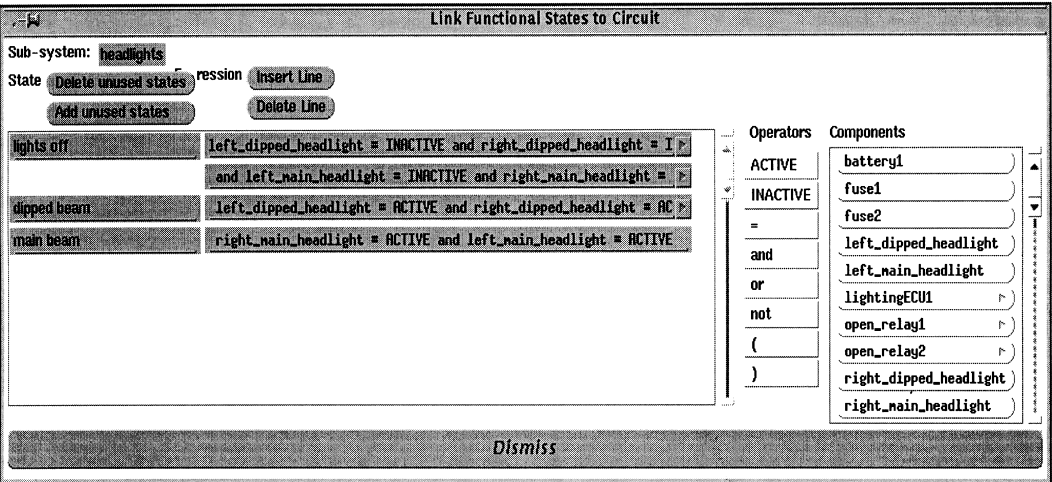 Link Functional States to Circuit
Sub-system: headlights
State Delete unused states Expression Insert Line
Add unused states Delete Line
lights off left_dipped_headlight = INACTIVE and right_dipped_headlight = I
and left_main_headlight = INACTIVE and right_main_headlight =
dipped beam left_dipped_headlight = ACTIVE and right_dipped_headlight = AC
main beam right_main_headlight = ACTIVE and left_main_headlight = ACTIVE
Operators
ACTIVE
INACTIVE
=
and
or
not
(
)
Components
battery1
fuse1
fuse2
left_dipped_headlight
left_main_headlight
lightingECU1
open_relay1
open_relay2
right_dipped_headlight
right_main_headlight
Dismiss